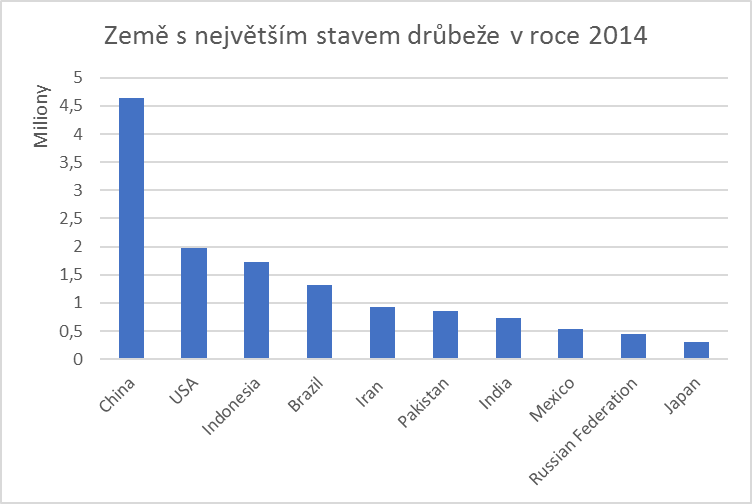 Země s největším stavem drůbeže v roce 2014
Miliony
5
4,5
4
3,5
3
2,5
2
1,5
1
0,5
0
China
USA
Indonesia
Brazil
Iran
Pakistan
India
Mexico
Russian Federation
Japan